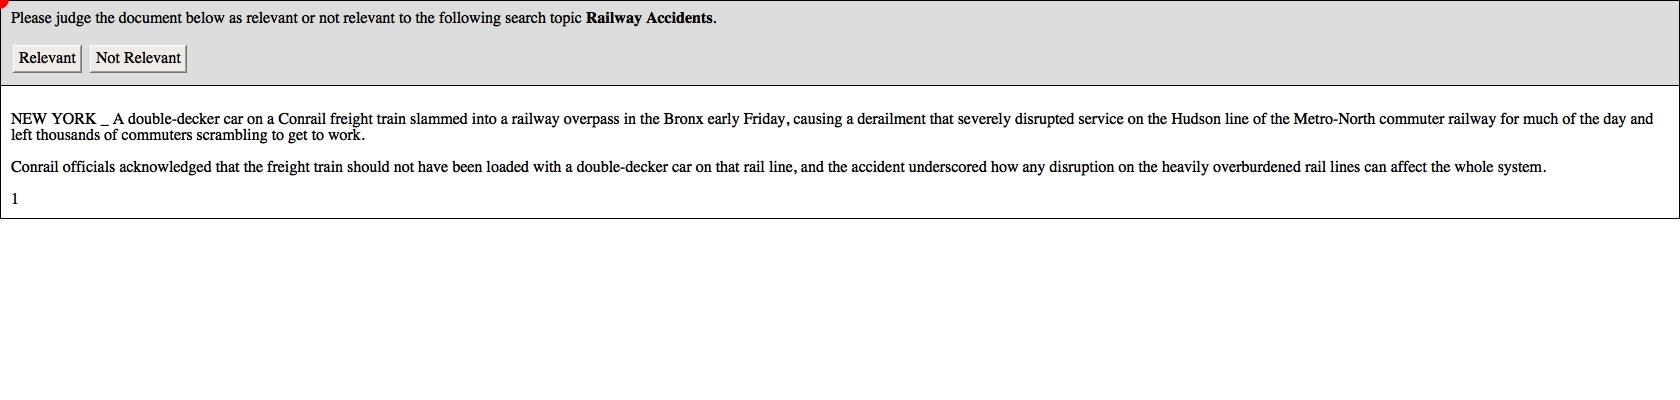 Please judge the document below as relevant or not relevant to the following search topic Railway Accidents.
Relevant Not Relevant
NEW YORK _ A double-decker car on a Conrail freight train slammed into a railway overpass in the Bronx early Friday, causing a derailment that severely disrupted service on the Hudson line of the Metro-North commuter railway for much of the day and
left thousands of commuters scrambling to get to work.
Conrail officials acknowledged that the freight train should not have been loaded with a double-decker car on that rail line, and the accident underscored how any disruption on the heavily overburdened rail lines can affect the whole system.
1